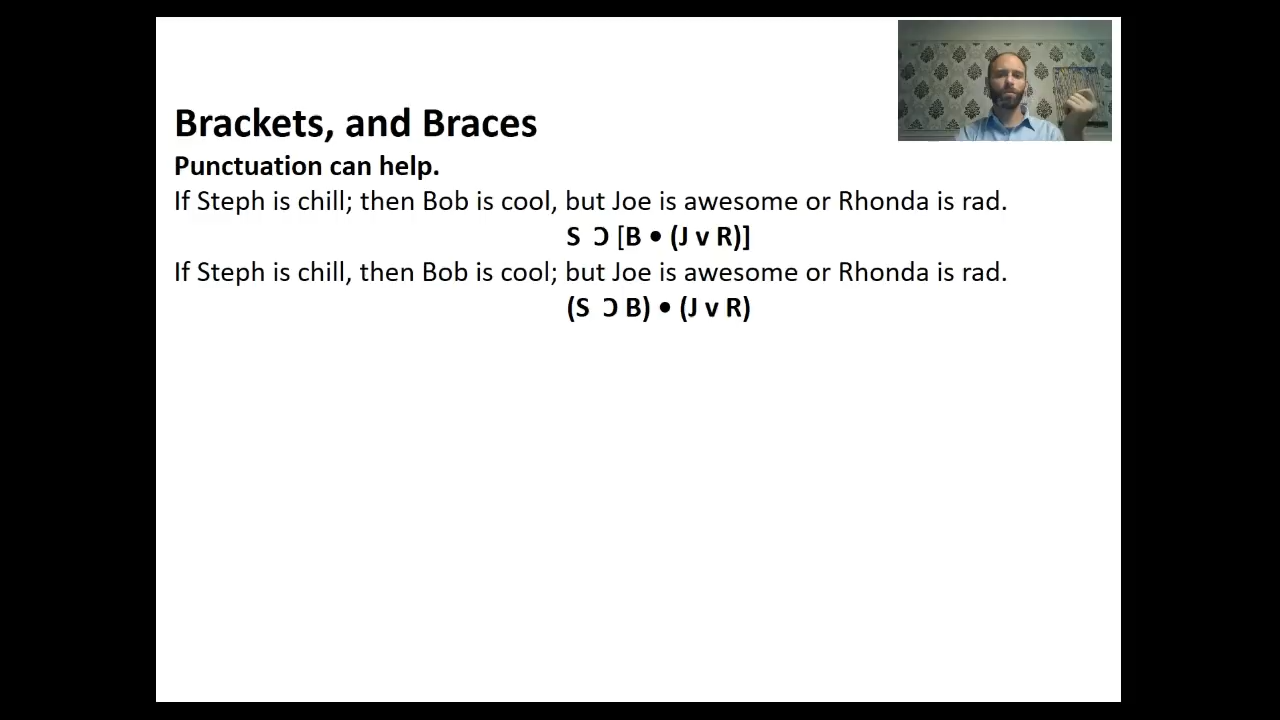 Brackets, and Braces
Punctuation can help.
If Steph is chill; then Bob is cool, but Joe is awesome or Rhonda is rad.
S Ɔ [B • (J v R)]
If Steph is chill, then Bob is cool; but Joe is awesome or Rhonda is rad.
(S Ɔ B) • (J v R)